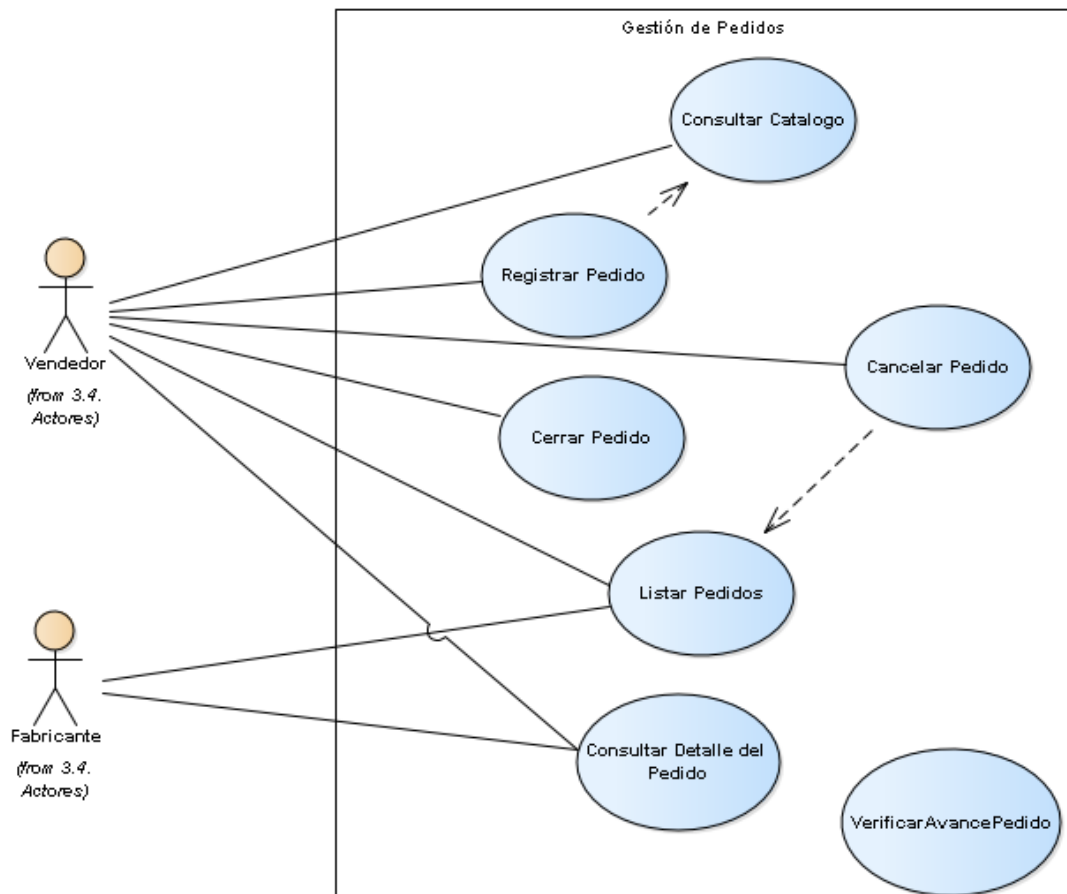 Gestión de Pedidos
Consultar Catalogo
Registrar Pedido
Vendedor
(from 3.4.
Actores)
Cancelar Pedido
Cerrar Pedido
Listar Pedidos
Fabricante
(from 3.4.
Actores)
Consultar Detalle del
Pedido
VerificarAvancePedido